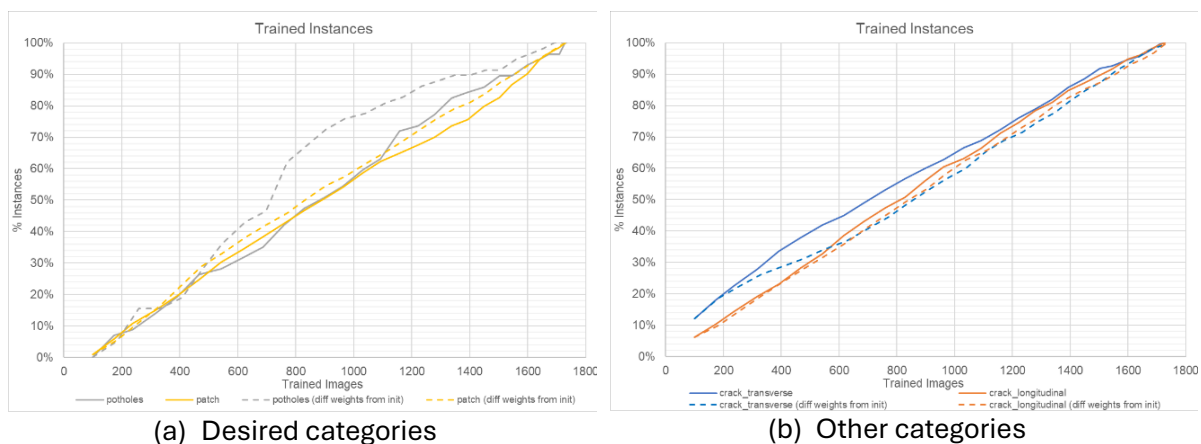 Trained Instances
100%
90%
80%
70%
60%
50%
40%
30%
20%
10%
0%
% Instances
0 200 400 600 800 1000 1200 1400 1600 1800
Trained Images
potholes patch potholes (diff weights from init) patch (diff weights from init)
(a) Desired categories
Trained Instances
100%
90%
80%
70%
60%
50%
40%
30%
20%
10%
0%
% Instances
0 200 400 600 800 1000 1200 1400 1600 1800
Trained Images
crack_transverse crack_longitudinal
crack_transverse (diff weights from init) crack_longitudinal (diff weights from init)
(b) Other categories